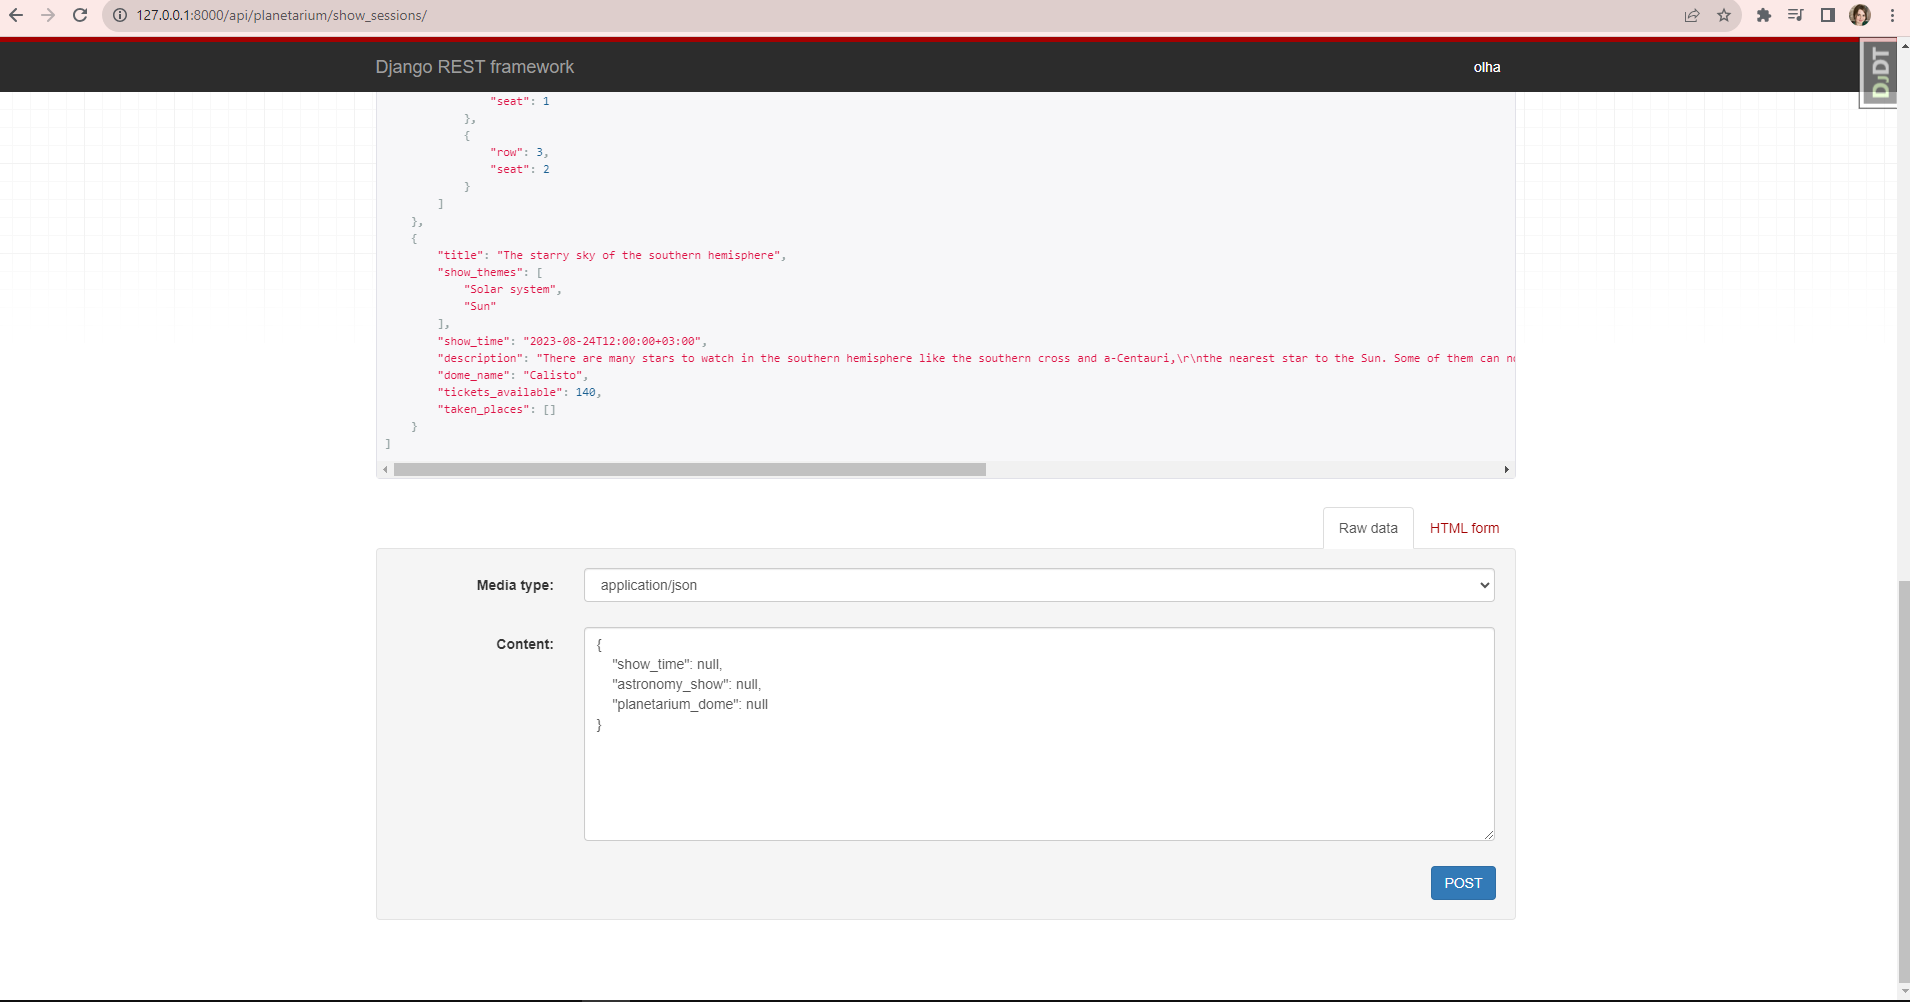 127.0.0.1:8000/api/planetarium/show_sessions/
Django REST framework
olha
DJDT
"seat": 1
},
{
"row": 3,
"seat": 2
}
]
},
{
"title": "The starry sky of the southern hemisphere",
"show_themes": [
"Solar system",
"Sun"
],
"show_time": "2023-08-24T12:00:00+03:00",
"description": "There are many stars to watch in the southern hemisphere like the southern cross and a-Centauri,\r\nthe nearest star to the Sun. Some of them can
"dome_name": "Calisto",
"tickets_available": 140,
"taken_places": []
}
]
Raw data
HTML form
Media type:
application/json
Content:
{
"show_time": null,
"astronomy_show": null,
"planetarium_dome": null
}
POST